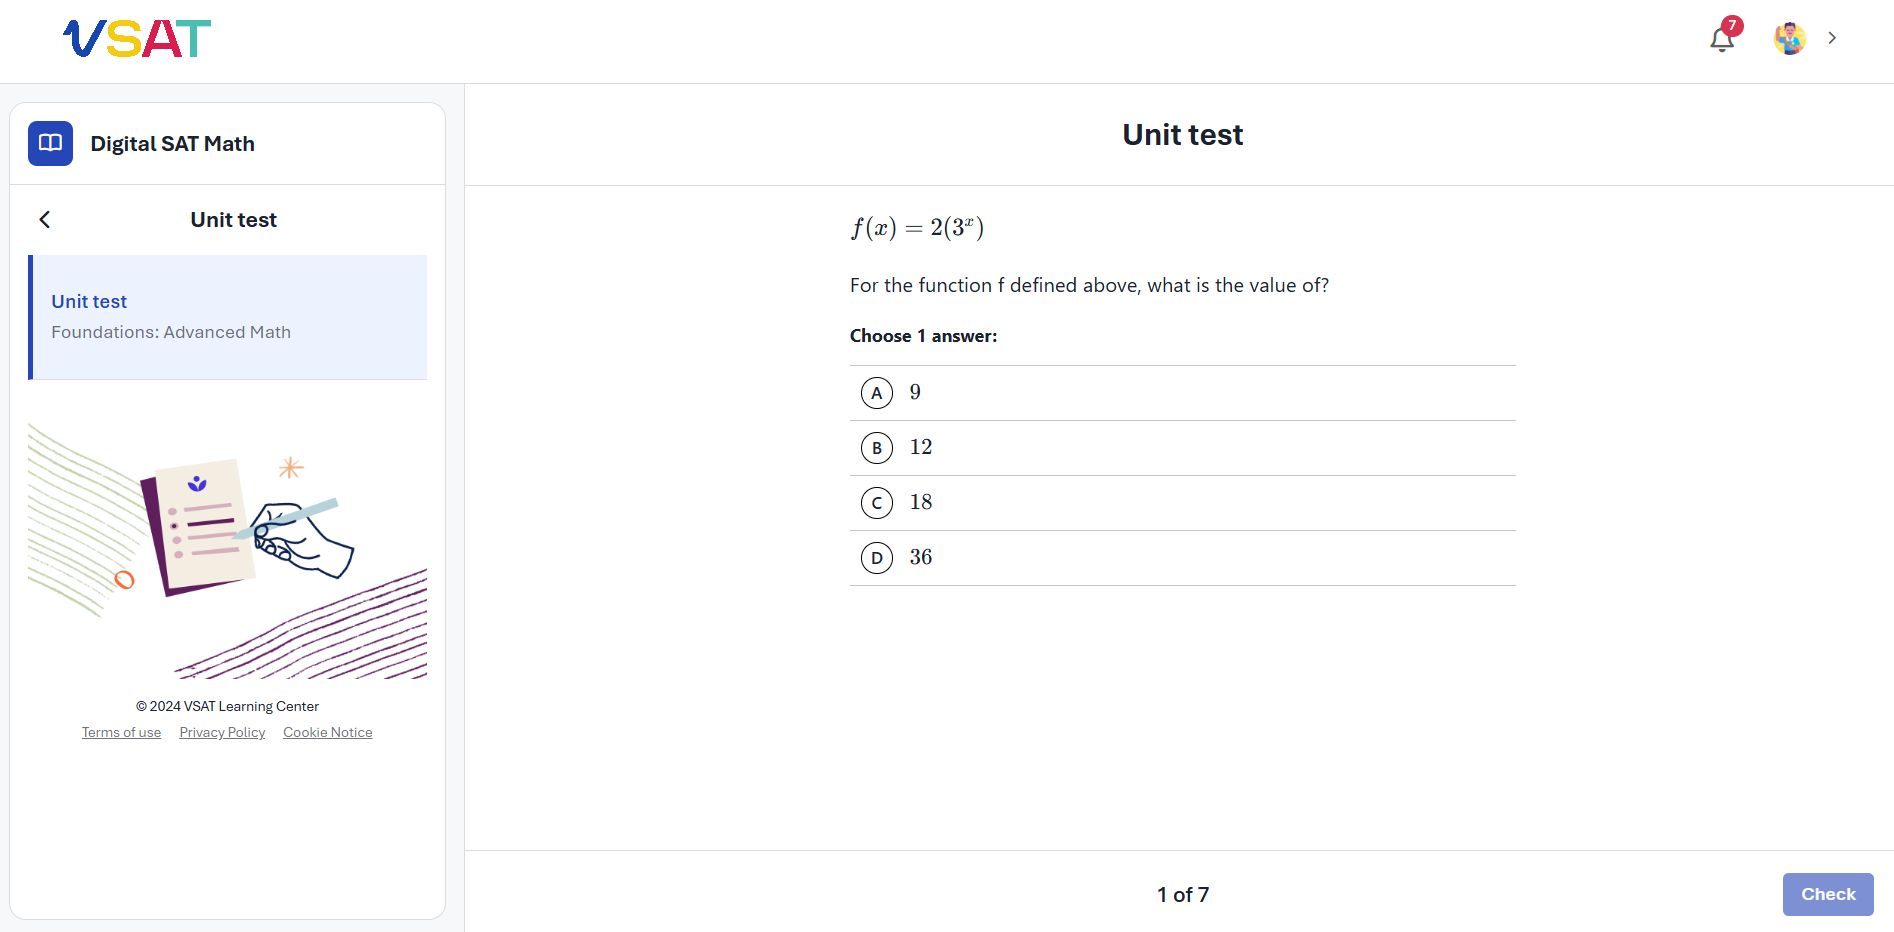 VSAT
7
Digital SAT Math
Unit test
Unit test
Foundations: Advanced Math
© 2024 VSAT Learning Center
Terms of use Privacy Policy Cookie Notice
Unit test
f(x) = 2(3ˣ)
For the function f defined above, what is the value of?
Choose 1 answer:
A 9
B 12
C 18
D 36
1 of 7
Check